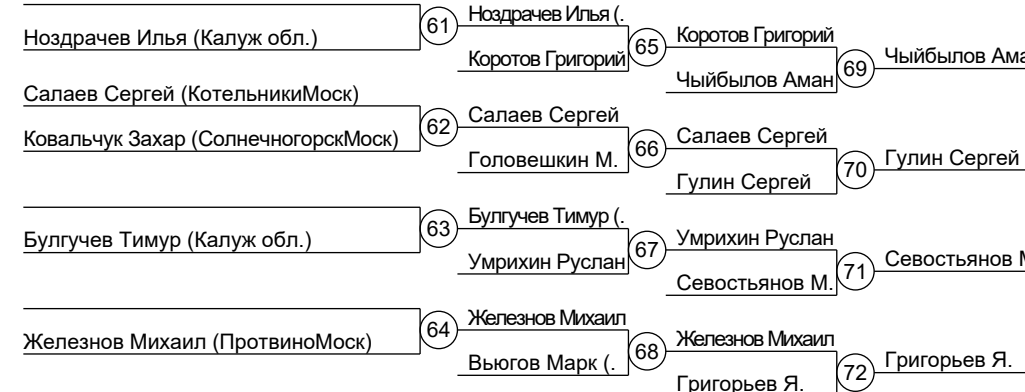 Ноздрачев Илья (Калуж обл.)
Салаев Сергей (КотельникиМоск)
Ковальчук Захар (СолнечногорскМоск)
Булгучев Тимур (Калуж обл.)
Железнов Михаил (ПротвиноМоск)
61
62
63
64
Ноздрачев Илья (.
Коротов Григорий
Салаев Сергей
Головешкин М.
Булгучев Тимур (.
Умрихин Руслан
Железнов Михаил
Вьюгов Марк (.
65
66
67
68
Коротов Григорий
Чыйбылов Аман
Салаев Сергей
Гулин Сергей
Умрихин Руслан
Севостьянов М.
Железнов Михаил
Григорьев Я.
69
70
71
72
Чыйбылов Ама
Гулин Сергей
Севостьянов
Григорьев Я.